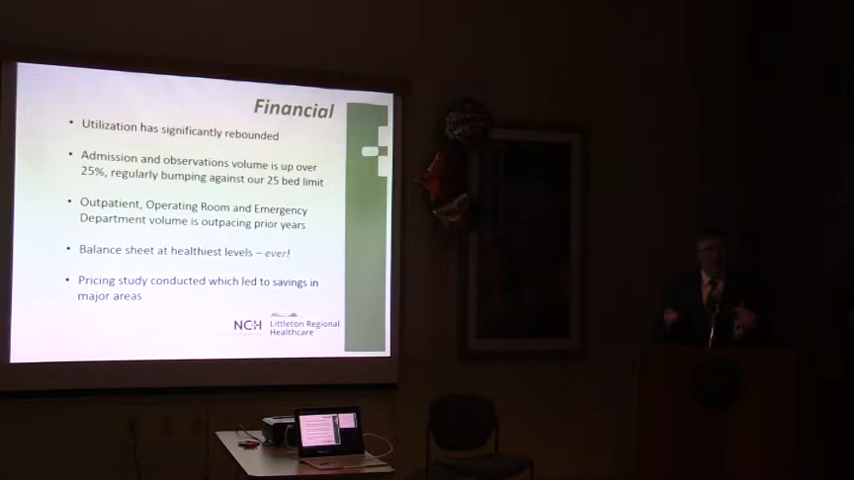 Financial
• Utilization has significantly rebounded
• Admission and observations volume is up over
25%, regularly bumping against our 25 bed limit
• Outpatient, Operating Room and Emergency
Department volume is outpacing prior years
• Balance sheet at healthiest levels – ever!
• Pricing study conducted which led to savings in
major areas
NCH Littleton Regional
Healthcare